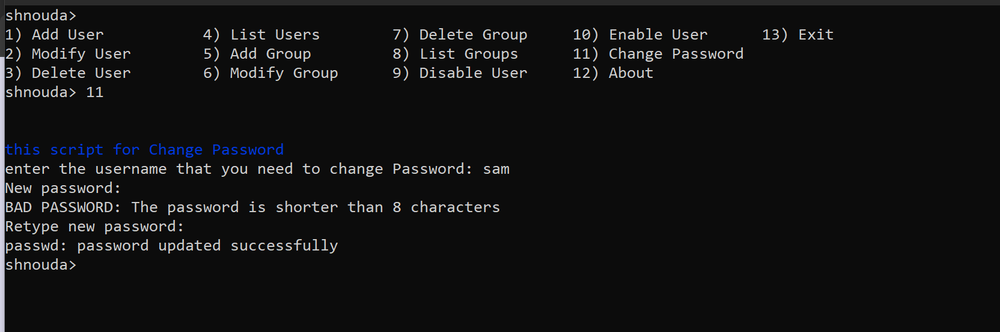 shnouda>
1) Add User 4) List Users 7) Delete Group 10) Enable User 13) Exit
2) Modify User 5) Add Group 8) List Groups 11) Change Password
3) Delete User 6) Modify Group 9) Disable User 12) About
shnouda> 11
this script for Change Password
enter the username that you need to change Password: sam
New password:
BAD PASSWORD: The password is shorter than 8 characters
Retype new password:
passwd: password updated successfully
shnouda>